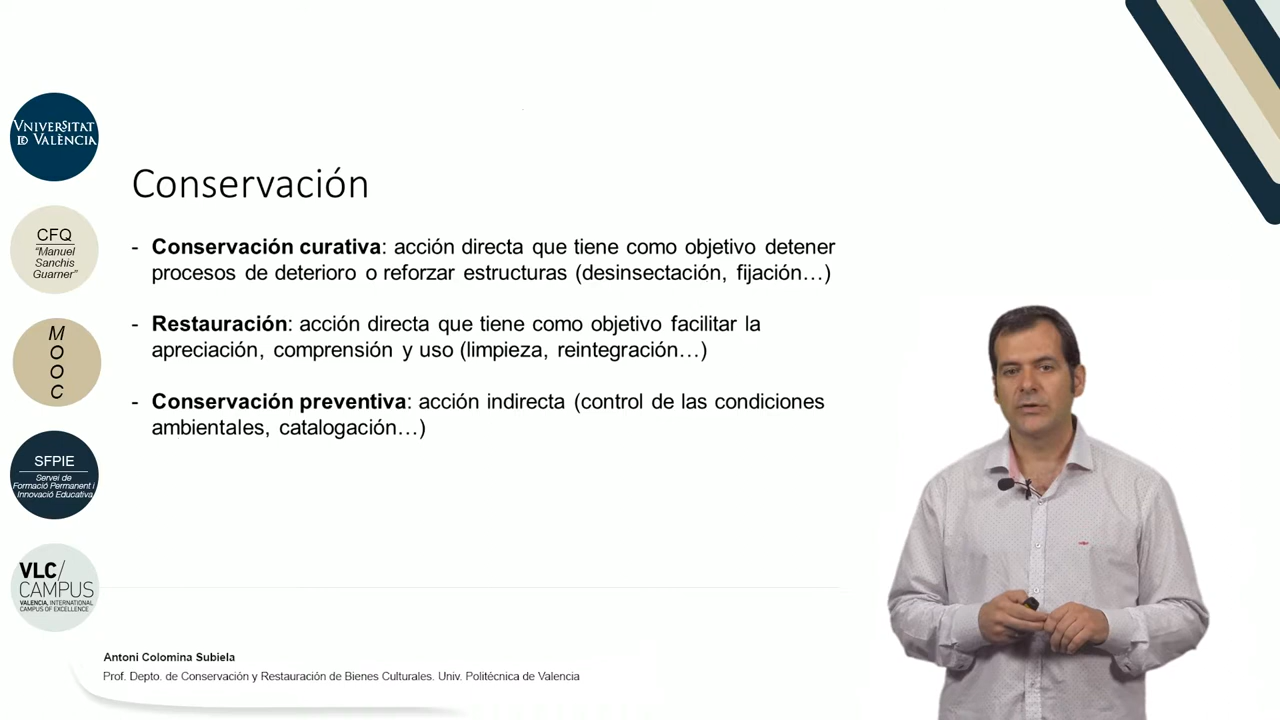 VNIVERSITAT
ID VALÈNCIA
CFQ
“Manuel
Sanchis
Guarner”
M
O
O
C
SFPIE
Servei de
Formació Permanent i
Innovació Educativa
VLC/
CAMPUS
VALENCIA, INTERNATIONAL
CAMPUS OF EXCELLENCE
Conservación
- Conservación curativa: acción directa que tiene como objetivo detener
procesos de deterioro o reforzar estructuras (desinsectación, fijación…)
- Restauración: acción directa que tiene como objetivo facilitar la
apreciación, comprensión y uso (limpieza, reintegración…)
- Conservación preventiva: acción indirecta (control de las condiciones
ambientales, catalogación…)
Antoni Colomina Subiela
Prof. Depto. de Conservación y Restauración de Bienes Culturales. Univ. Politécnica de Valencia